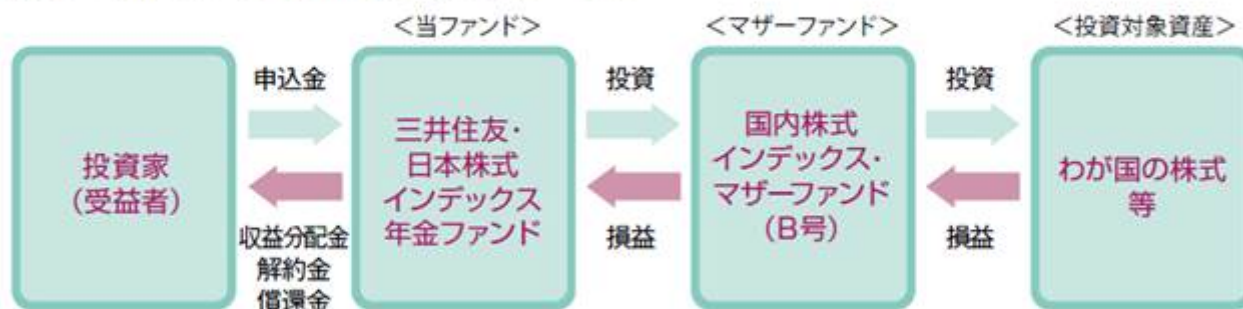 ＜当ファンド＞
＜マザーファンド＞
＜投資対象資産＞
投資家
（受益者）
申込金
収益分配金
解約金
償還金
三井住友・
日本株式
インデックス
年金ファンド
投資
損益
国内株式
インデックス・
マザーファンド
（B号）
投資
損益
わが国の株式
等